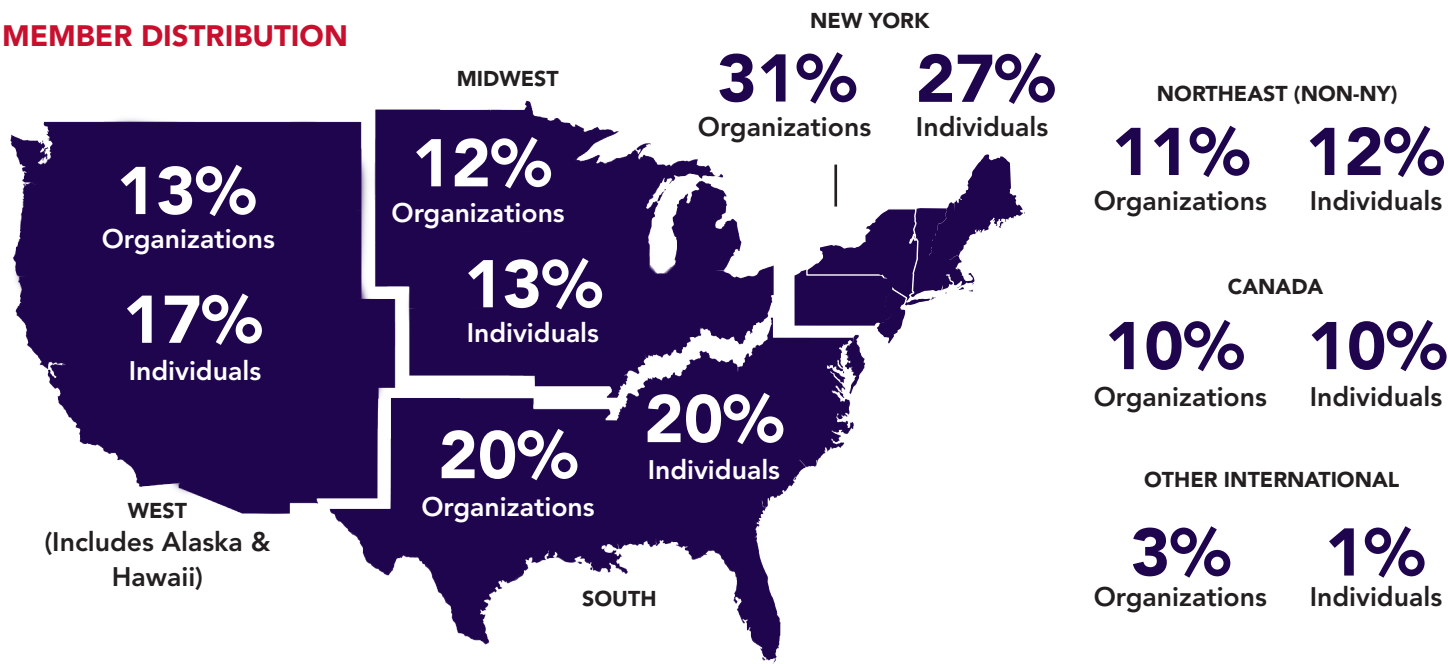 MEMBER DISTRIBUTION
NEW YORK
31% 27%
Organizations Individuals
MIDWEST
12%
Organizations
13%
Individuals
13%
Organizations
17%
Individuals
WEST
(Includes Alaska &
Hawaii)
20%
Organizations
20%
Individuals
SOUTH
NORTHEAST (NON-NY)
11% 12%
Organizations Individuals
CANADA
10% 10%
Organizations Individuals
OTHER INTERNATIONAL
3% 1%
Organizations Individuals